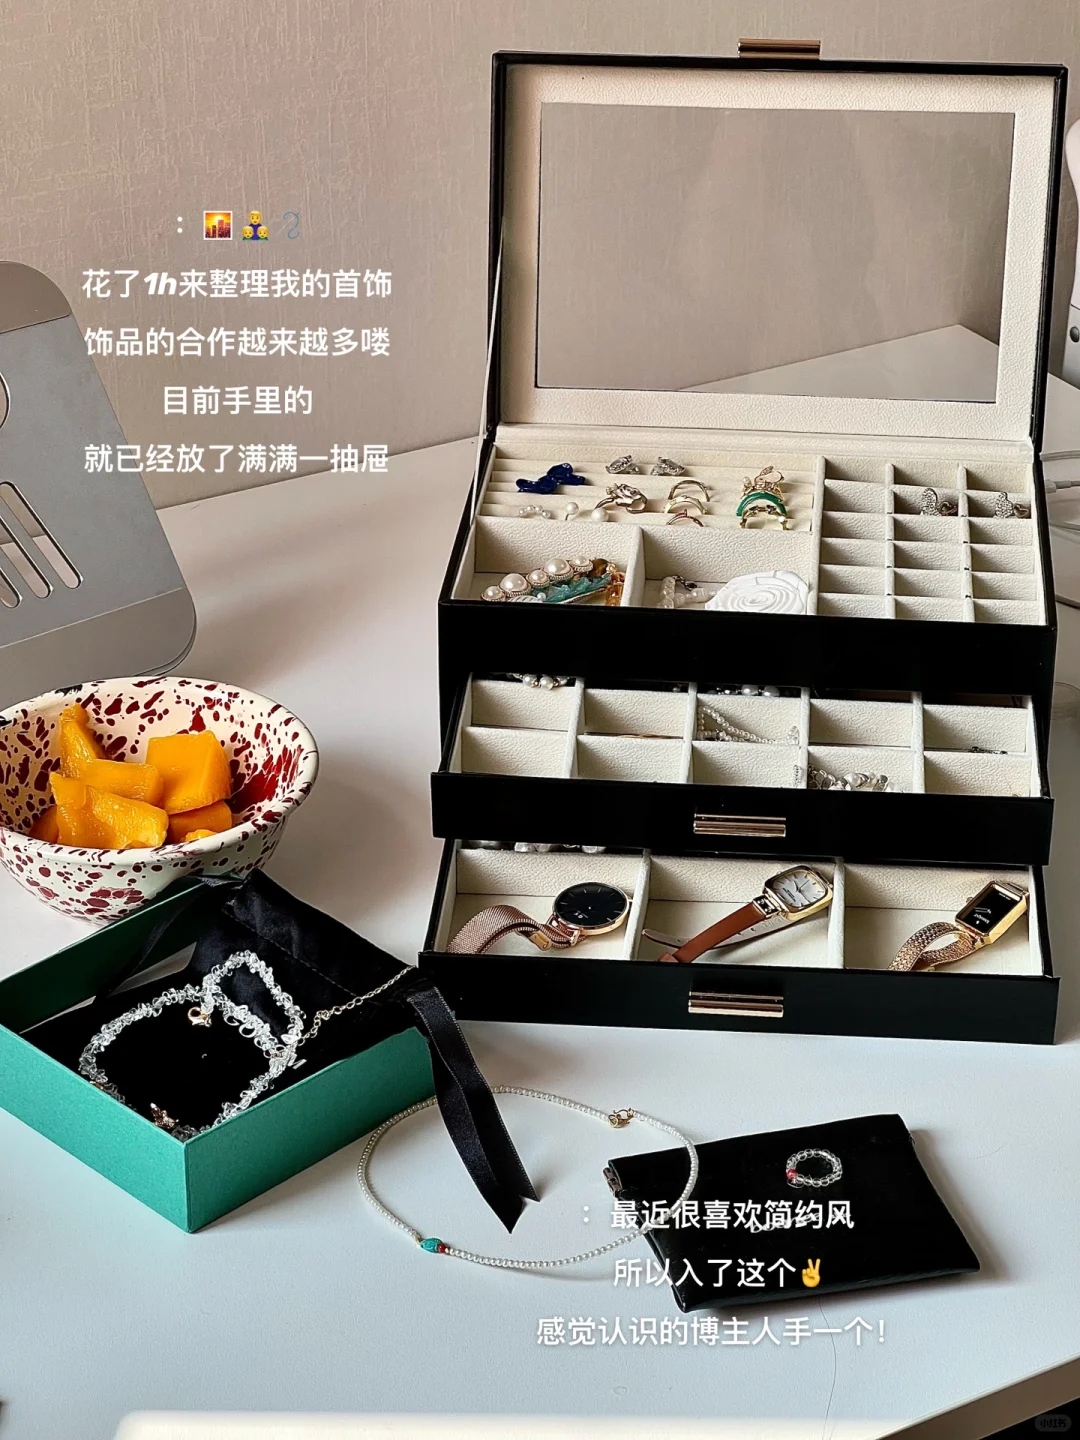 : 🌇👨‍👦‍👦🪝
花了1h来整理我的首饰
饰品的合作越来越多喽
目前手里的
就已经放了满满一抽屉
: 最近很喜欢简约风
所以入了这个✌️
感觉认识的博主人手一个!
小红书